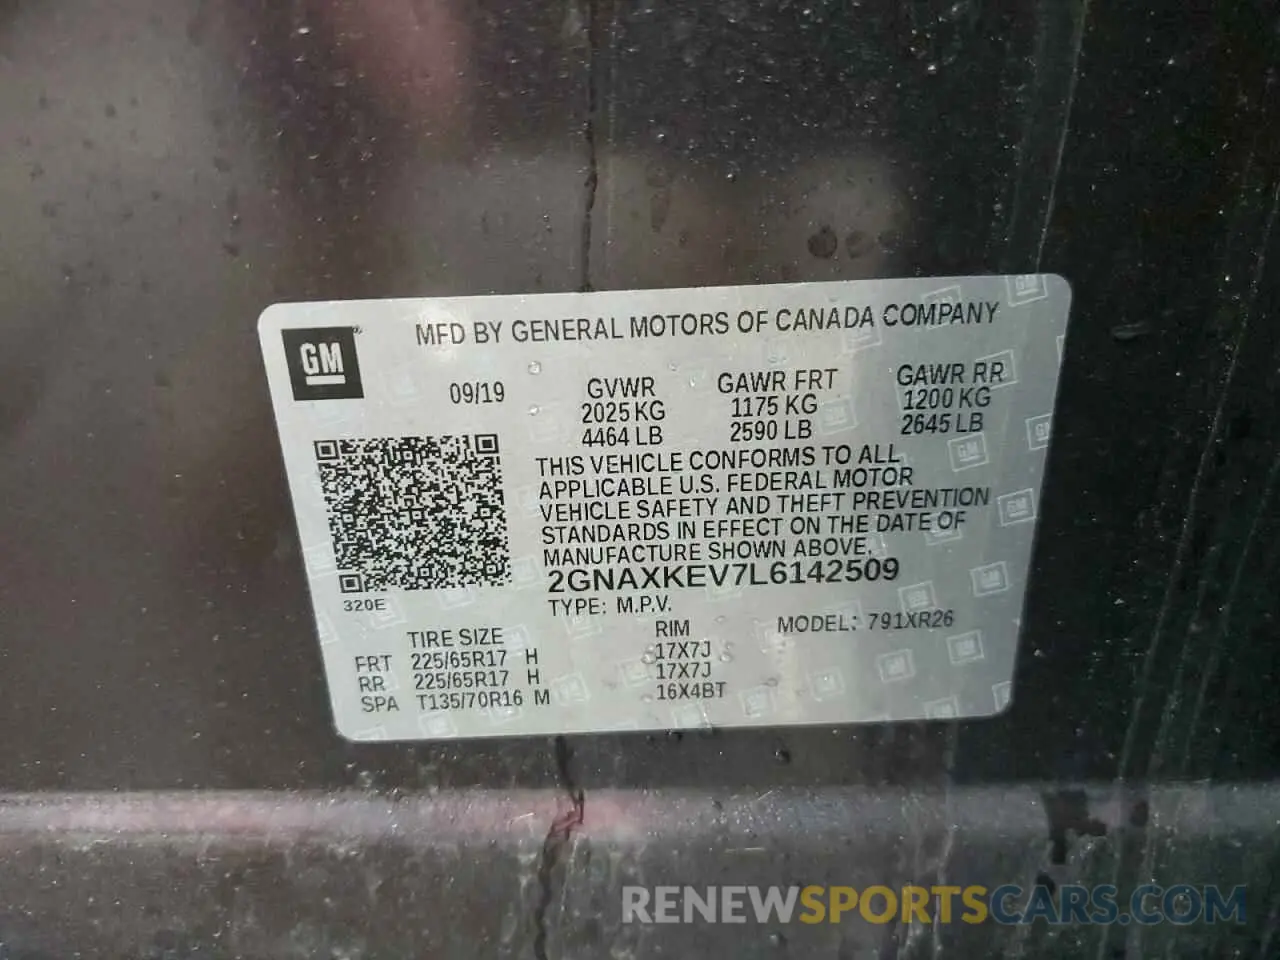 MFD BY GENERAL MOTORS OF CANADA COMPANY
GM
09/19
GVWR GAWR FRT GAWR RR
2025 KG 1175 KG 1200 KG
4464 LB 2590 LB 2645 LB
THIS VEHICLE CONFORMS TO ALL
APPLICABLE U.S. FEDERAL MOTOR
VEHICLE SAFETY AND THEFT PREVENTION
STANDARDS IN EFFECT ON THE DATE OF
MANUFACTURE SHOWN ABOVE.
2GNAXKEV7L6142509
320E
TYPE: M.P.V.
TIRE SIZE RIM MODEL: 791XR26
FRT 225/65R17 H 17X7J
RR 225/65R17 H 17X7J
SPA T135/70R16 M 16X4BT
RENEWSPORTSCARS.COM